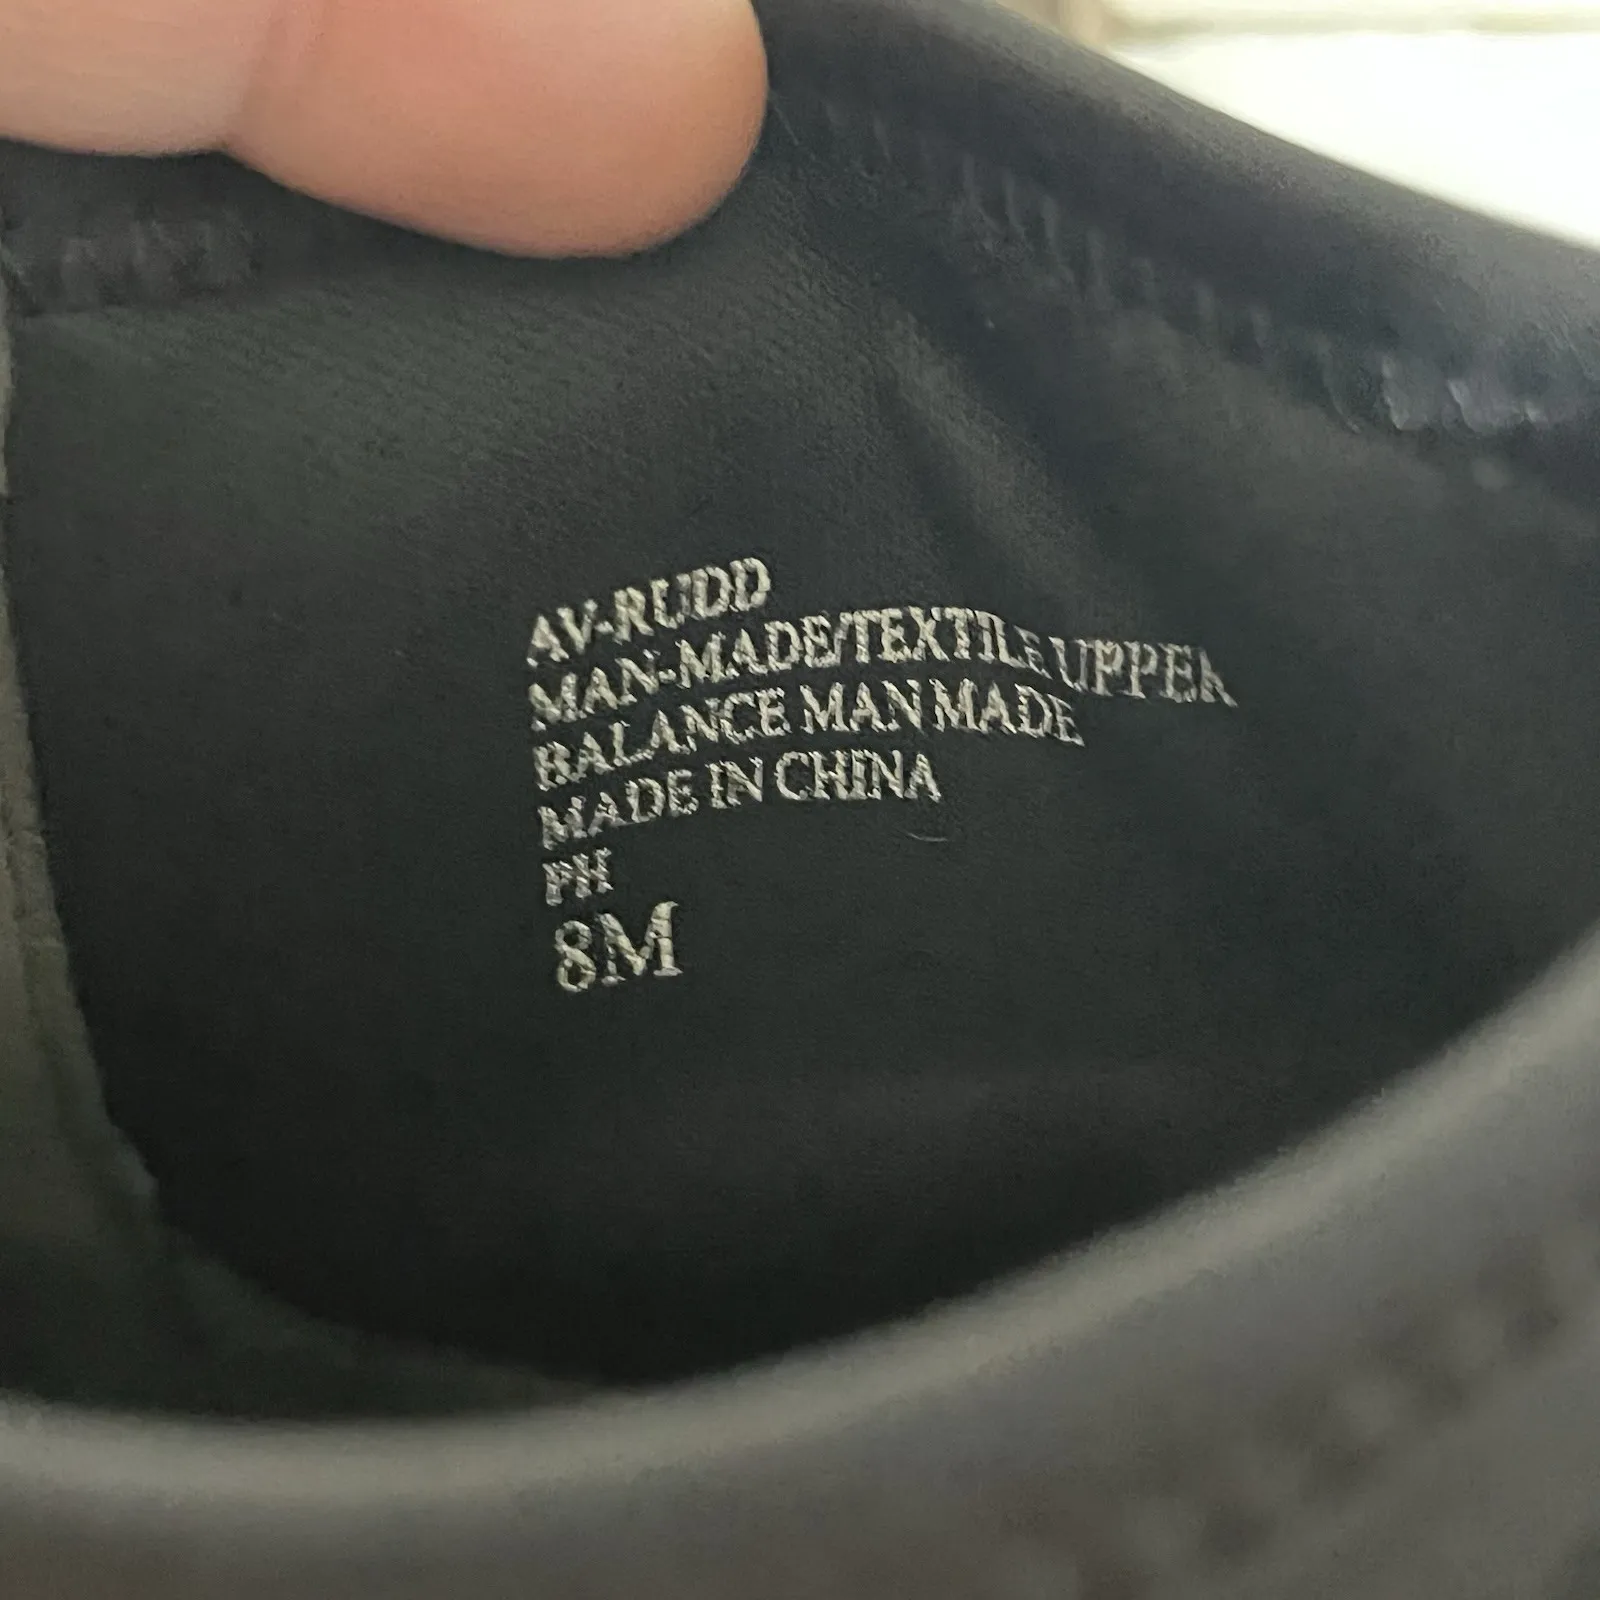 AV-RUDD
MAN-MADE/TEXTILE UPPER
BALANCE MAN MADE
MADE IN CHINA
PH
8M